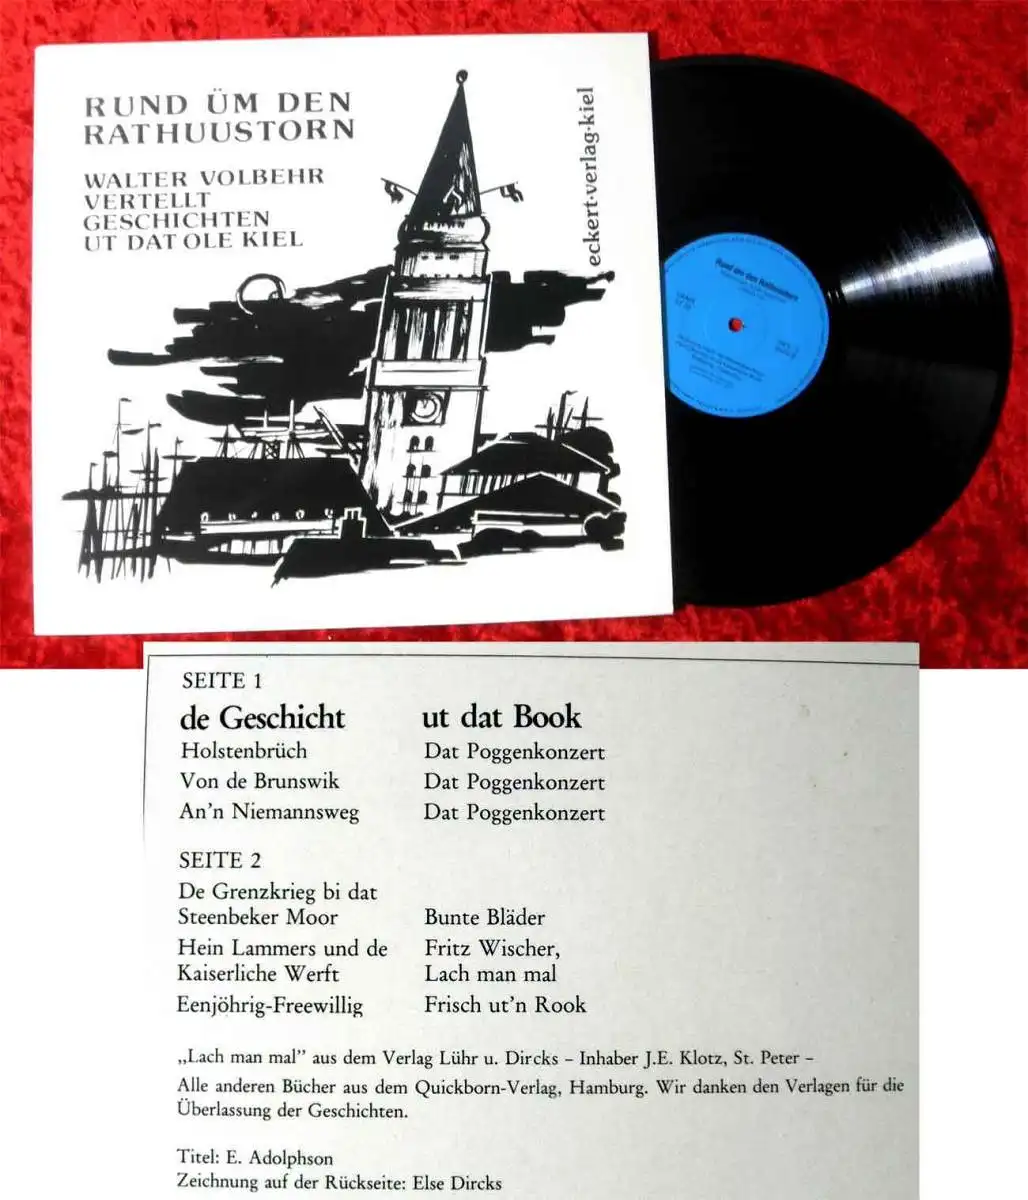 RUND ÜM DEN
RATHUUSTORN
WALTER VOLBEHR
VERTELLT
GESCHICHTEN
UT DAT OLE KIEL
eckert·verlag·kiel
Rund üm den Rathuustorn
SEITE 1
de Geschicht ut dat Book
Holstenbrüch Dat Poggenkonzert
Von de Brunswik Dat Poggenkonzert
An'n Niemannsweg Dat Poggenkonzert
SEITE 2
De Grenzkrieg bi dat
Steenbeker Moor Bunte Bläder
Hein Lammers und de Fritz Wischer,
Kaiserliche Werft Lach man mal
Eenjöhrig-Freewillig Frisch ut'n Rook
„Lach man mal” aus dem Verlag Lühr u. Dircks – Inhaber J.E. Klotz, St. Peter –
Alle anderen Bücher aus dem Quickborn-Verlag, Hamburg. Wir danken den Verlagen für die
Überlassung der Geschichten.
Titel: E. Adolphson
Zeichnung auf der Rückseite: Else Dircks